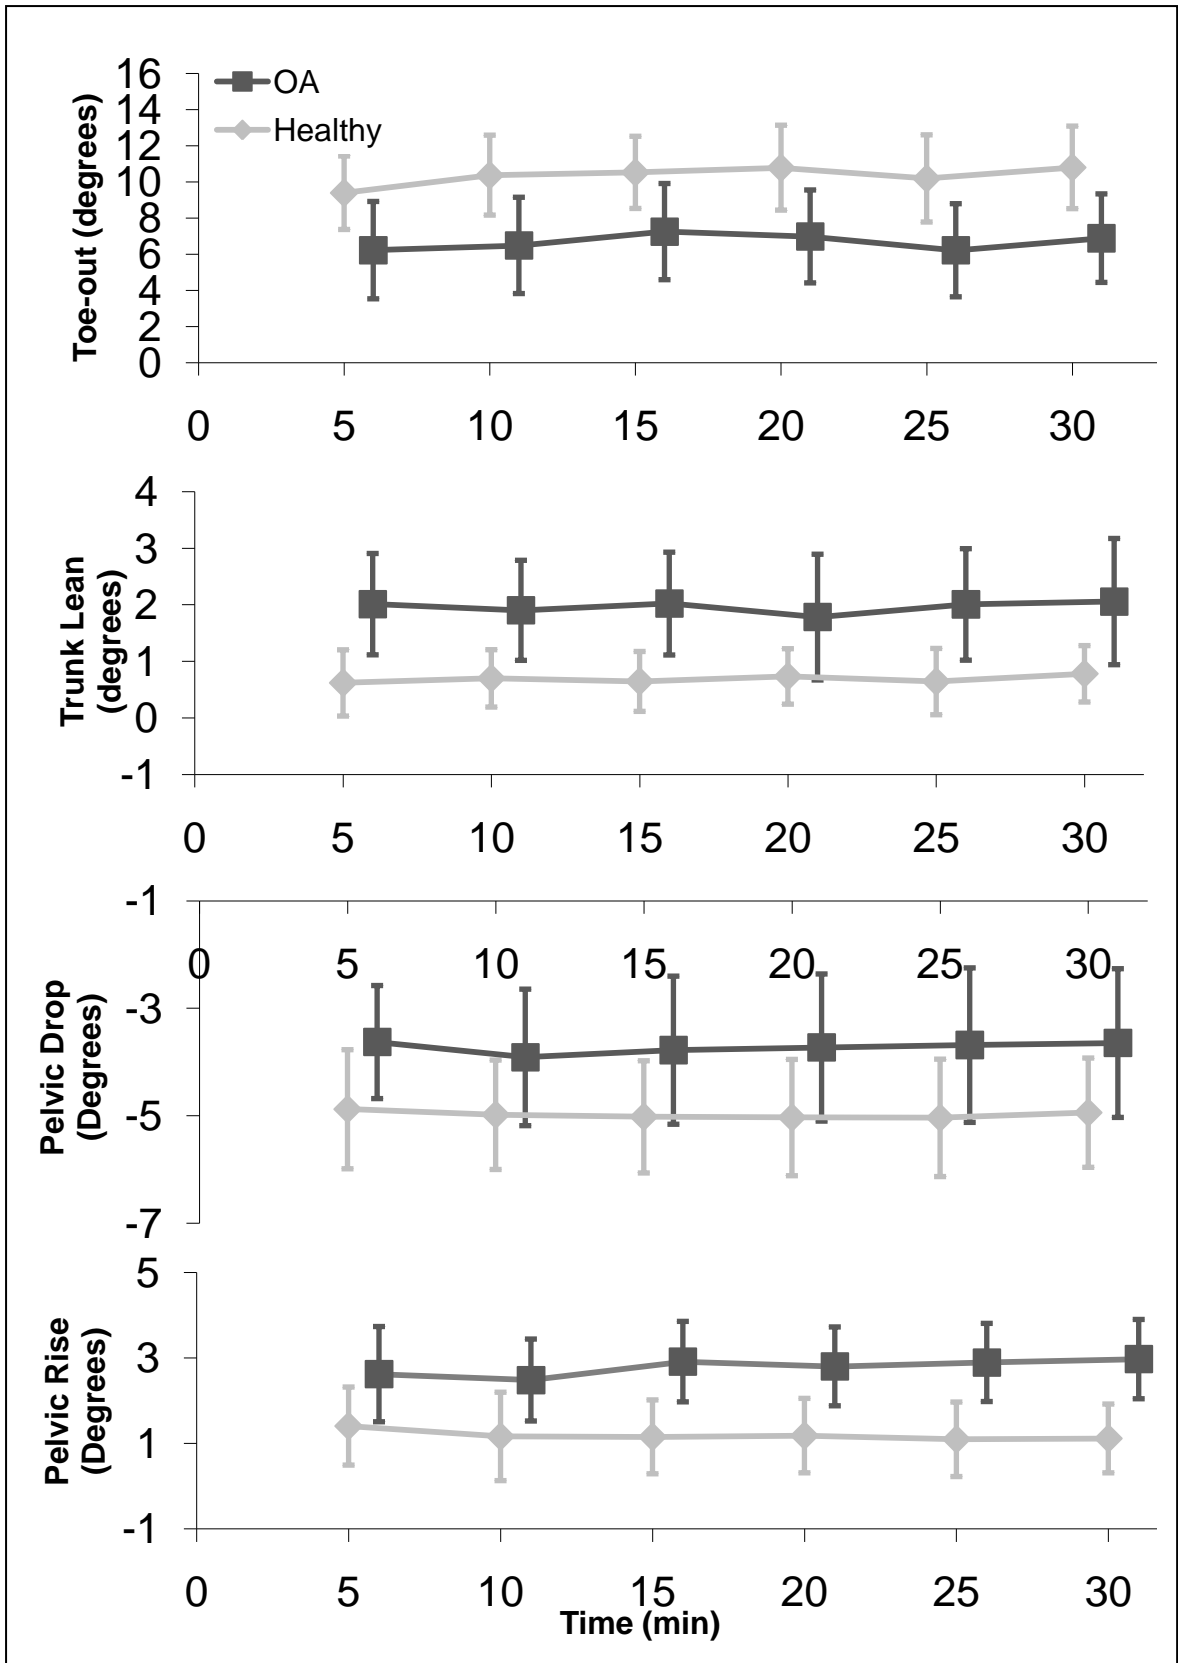 OA
Healthy
Toe-out (degrees)
16
14
12
10
8
6
4
2
0
0 5 10 15 20 25 30
Trunk Lean
(degrees)
4
3
2
1
0
-1
0 5 10 15 20 25 30
Pelvic Drop
(Degrees)
-1
0 5 10 15 20 25 30
-3
-5
-7
Pelvic Rise
(Degrees)
5
3
1
-1
0 5 10 15 20 25 30
Time (min)